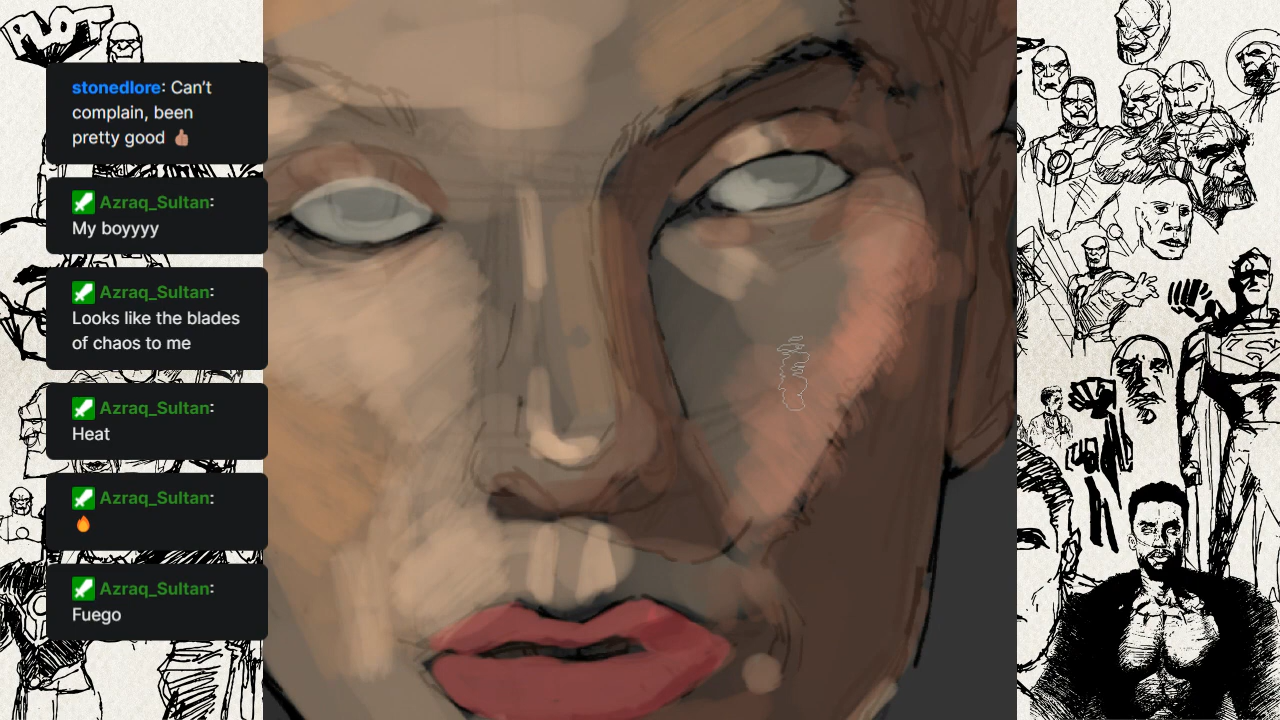 PLOT
stonedlore: Can't
complain, been
pretty good 👍🏽
Azraq_Sultan:
My boyyyy
Azraq_Sultan:
Looks like the blades
of chaos to me
Azraq_Sultan:
Heat
Azraq_Sultan:
🔥
Azraq_Sultan:
Fuego